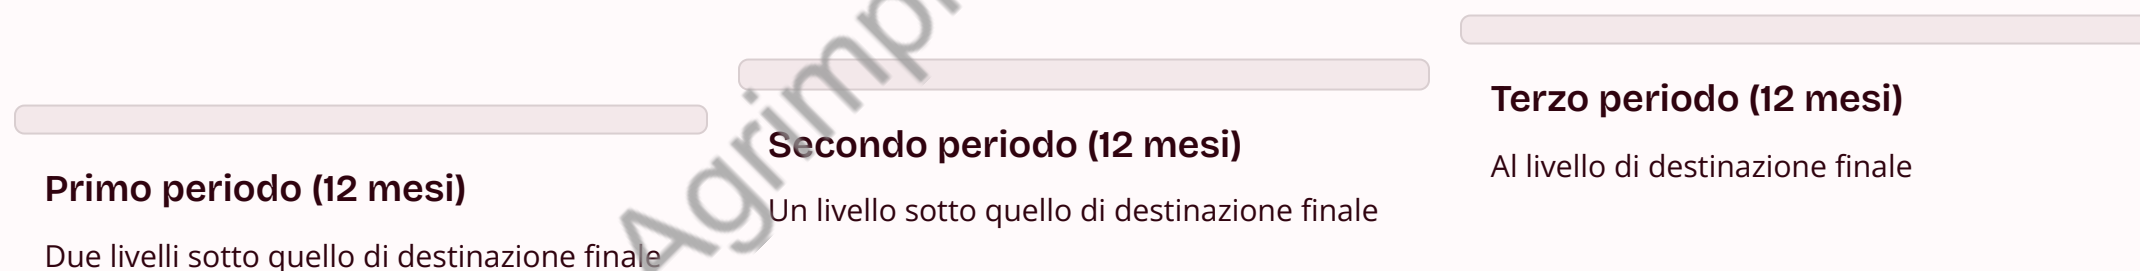 Primo periodo (12 mesi)
Due livelli sotto quello di destinazione finale
Secondo periodo (12 mesi)
Un livello sotto quello di destinazione finale
Terzo periodo (12 mesi)
Al livello di destinazione finale